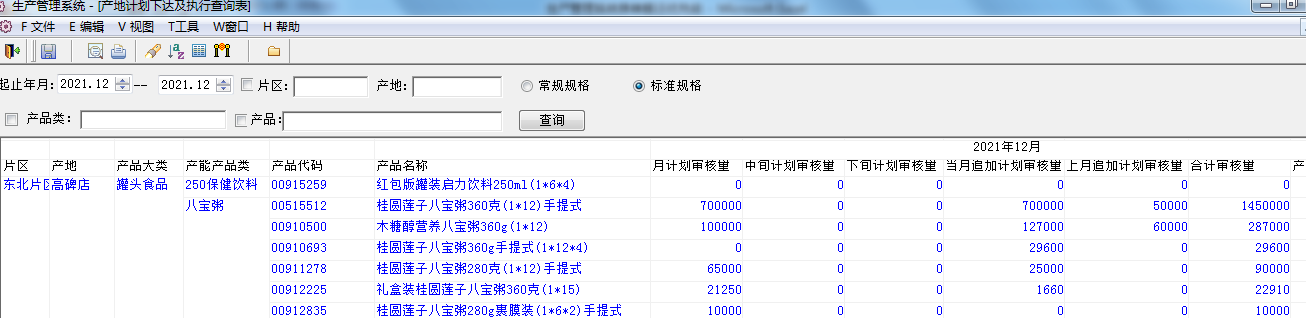 生产管理系统 - [产地计划下达及执行查询表]
F 文件 E 编辑 V 视图 T工具 W窗口 H 帮助
起止年月: 2021.12 -- 2021.12 片区: 产地: 常规规格 标准规格
产品类: 产品: 查询
2021年12月
片区 产地 产品大类 产能产品类 产品代码 产品名称 月计划审核量 中旬计划审核量 下旬计划审核量 当月追加计划审核量 上月追加计划审核量 合计审核量 产
东北片区 高碑店 罐头食品 250保健饮料 00915259 红包版罐装启力饮料250ml(1*6*4) 0 0 0 0 0 0
八宝粥 00515512 桂圆莲子八宝粥360克(1*12)手提式 700000 0 0 700000 50000 1450000
00910500 木糖醇营养八宝粥360g(1*12) 100000 0 0 127000 60000 287000
00910693 桂圆莲子八宝粥360g手提式(1*12*4) 0 0 0 29600 0 29600
00911278 桂圆莲子八宝粥280克(1*12)手提式 65000 0 0 25000 0 90000
00912225 礼盒装桂圆莲子八宝粥360克(1*15) 21250 0 0 1660 0 22910
00912835 桂圆莲子八宝粥280g裹膜装(1*6*2)手提式 10000 0 0 0 0 10000